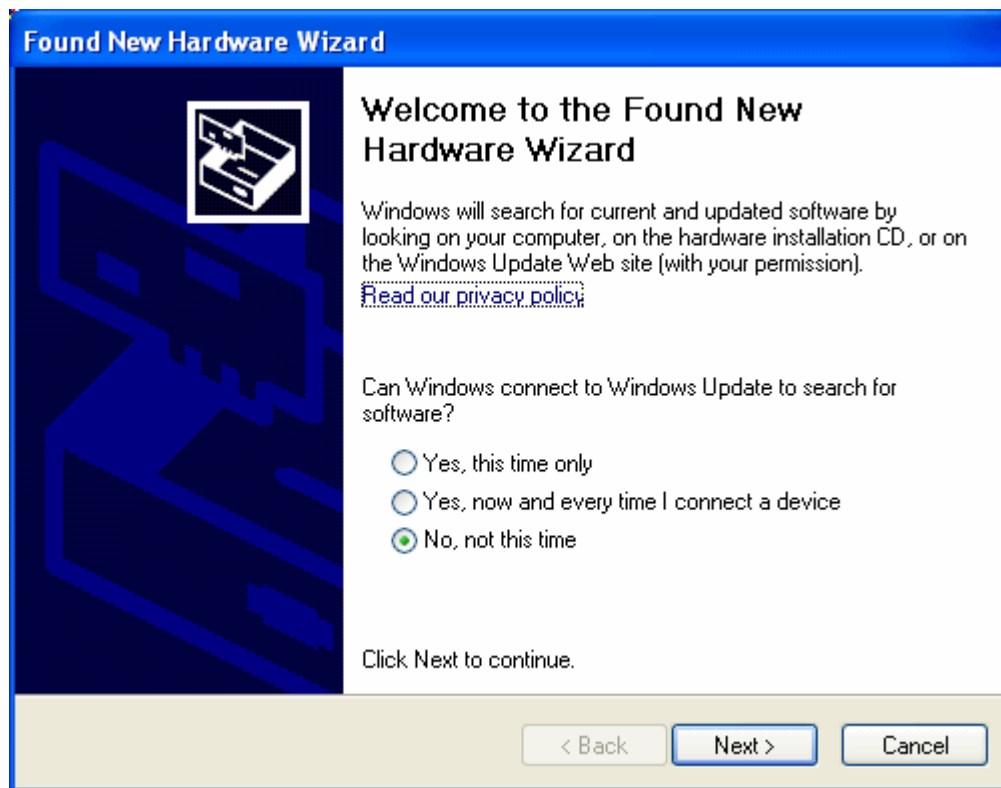 Found New Hardware Wizard
Welcome to the Found New
Hardware Wizard
Windows will search for current and updated software by
looking on your computer, on the hardware installation CD, or on
the Windows Update Web site (with your permission).
Read our privacy policy
Can Windows connect to Windows Update to search for
software?
Yes, this time only
Yes, now and every time I connect a device
No, not this time
Click Next to continue.
< Back
Next >
Cancel